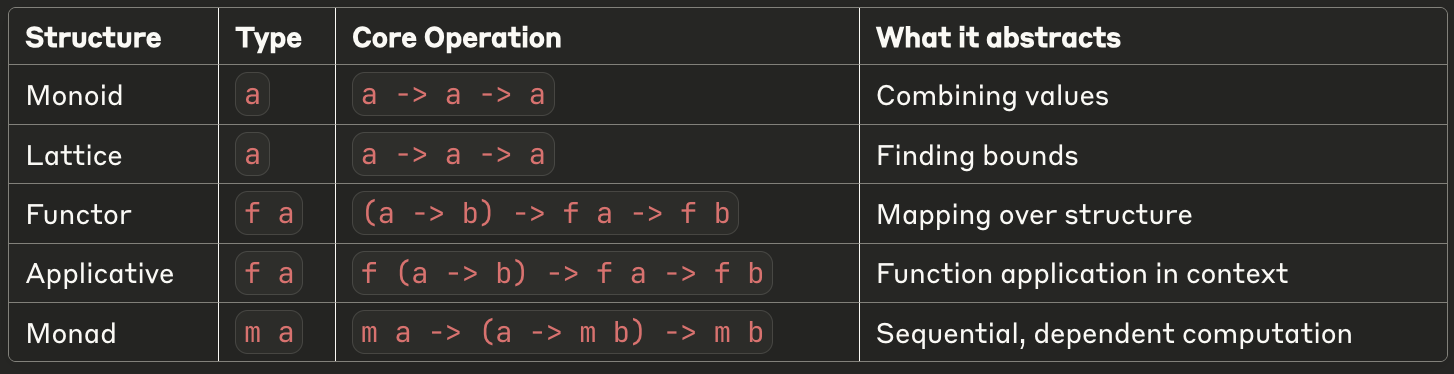 Structure Type Core Operation What it abstracts
Monoid a a -> a -> a Combining values
Lattice a a -> a -> a Finding bounds
Functor f a (a -> b) -> f a -> f b Mapping over structure
Applicative f a f (a -> b) -> f a -> f b Function application in context
Monad m a m a -> (a -> m b) -> m b Sequential, dependent computation